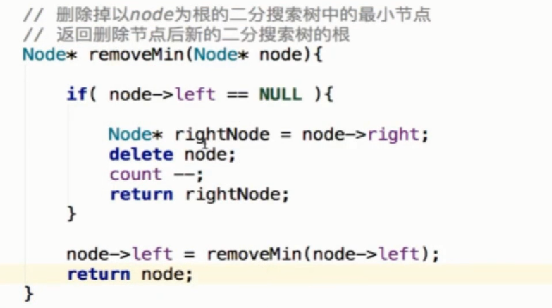 // 删除掉以node为根的二分搜索树中的最小节点
// 返回删除节点后新的二分搜索树的根
Node* removeMin(Node* node){
if( node->left == NULL ){
Node* rightNode = node->right;
delete node;
count --;
return rightNode;
}
node->left = removeMin(node->left);
return node;
}